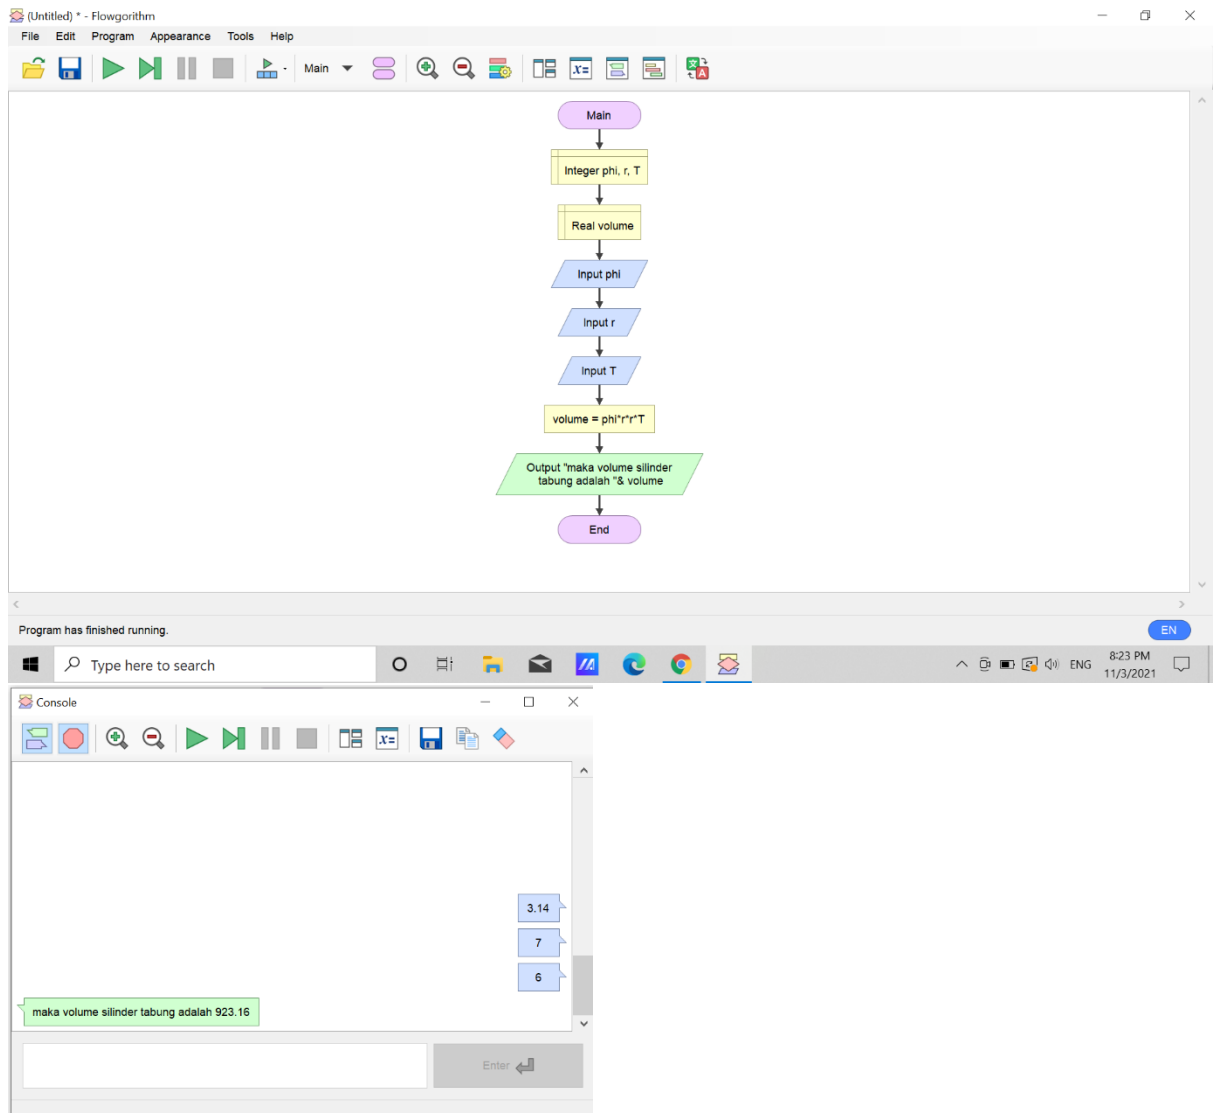 (Untitled) * - Flowgorithm
File Edit Program Appearance Tools Help
Main
x=
Main
Integer phi, r, T
Real volume
Input phi
Input r
Input T
volume = phi*r*r*T
Output "maka volume silinder
tabung adalah "& volume
End
Program has finished running.
EN
Type here to search
ENG
8:23 PM
11/3/2021
Console
x=
3.14
7
6
maka volume silinder tabung adalah 923.16
Enter